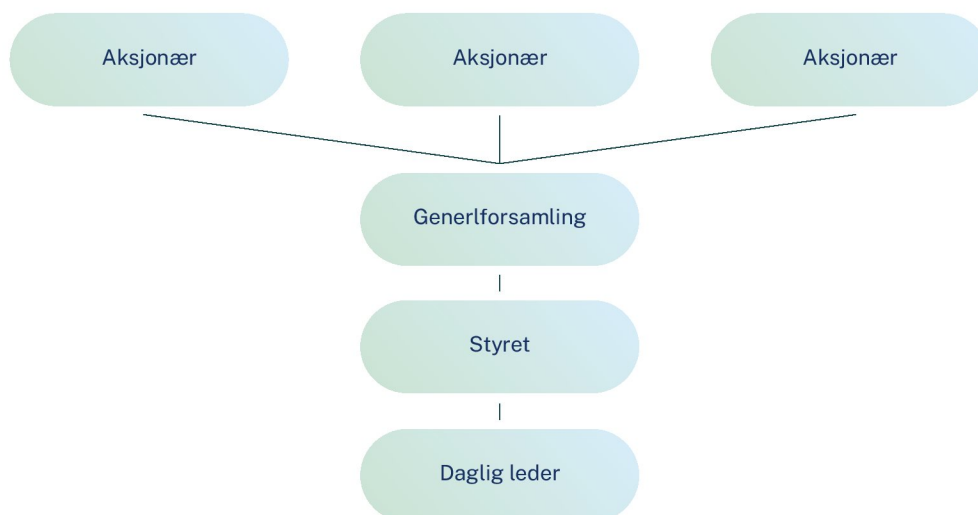 Aksjonær
Aksjonær
Aksjonær
Generlforsamling
Styret
Daglig leder